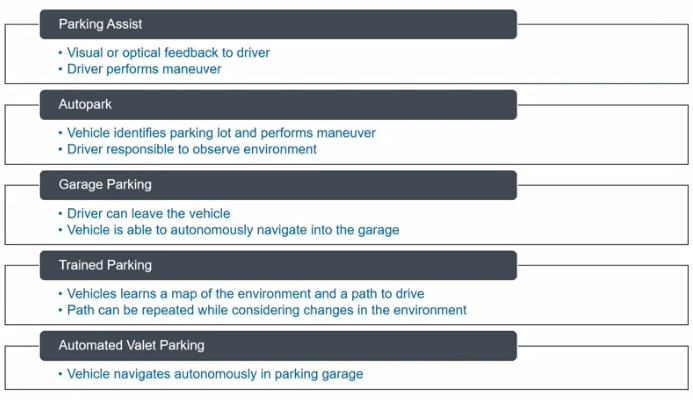 Parking Assist
• Visual or optical feedback to driver
• Driver performs maneuver
Autopark
• Vehicle identifies parking lot and performs maneuver
• Driver responsible to observe environment
Garage Parking
• Driver can leave the vehicle
• Vehicle is able to autonomously navigate into the garage
Trained Parking
• Vehicles learns a map of the environment and a path to drive
• Path can be repeated while considering changes in the environment
Automated Valet Parking
• Vehicle navigates autonomously in parking garage